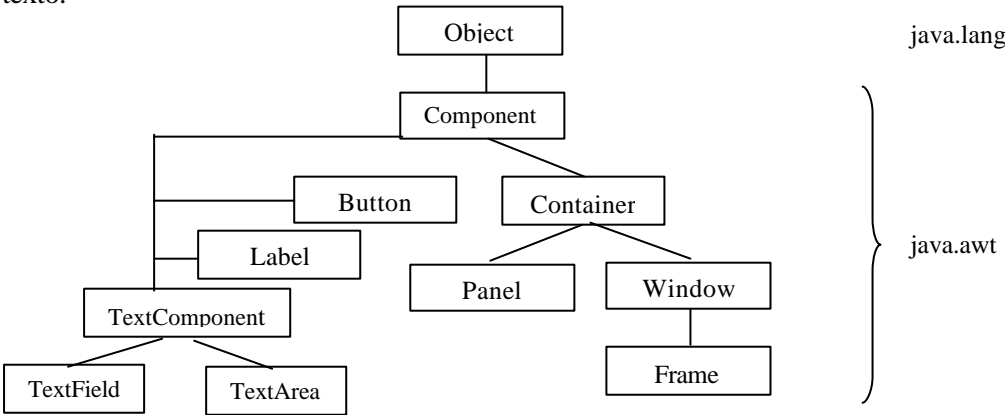 texto.
Object
java.lang
Component
Button
Container
Label
java.awt
Panel
Window
TextComponent
TextField
TextArea
Frame